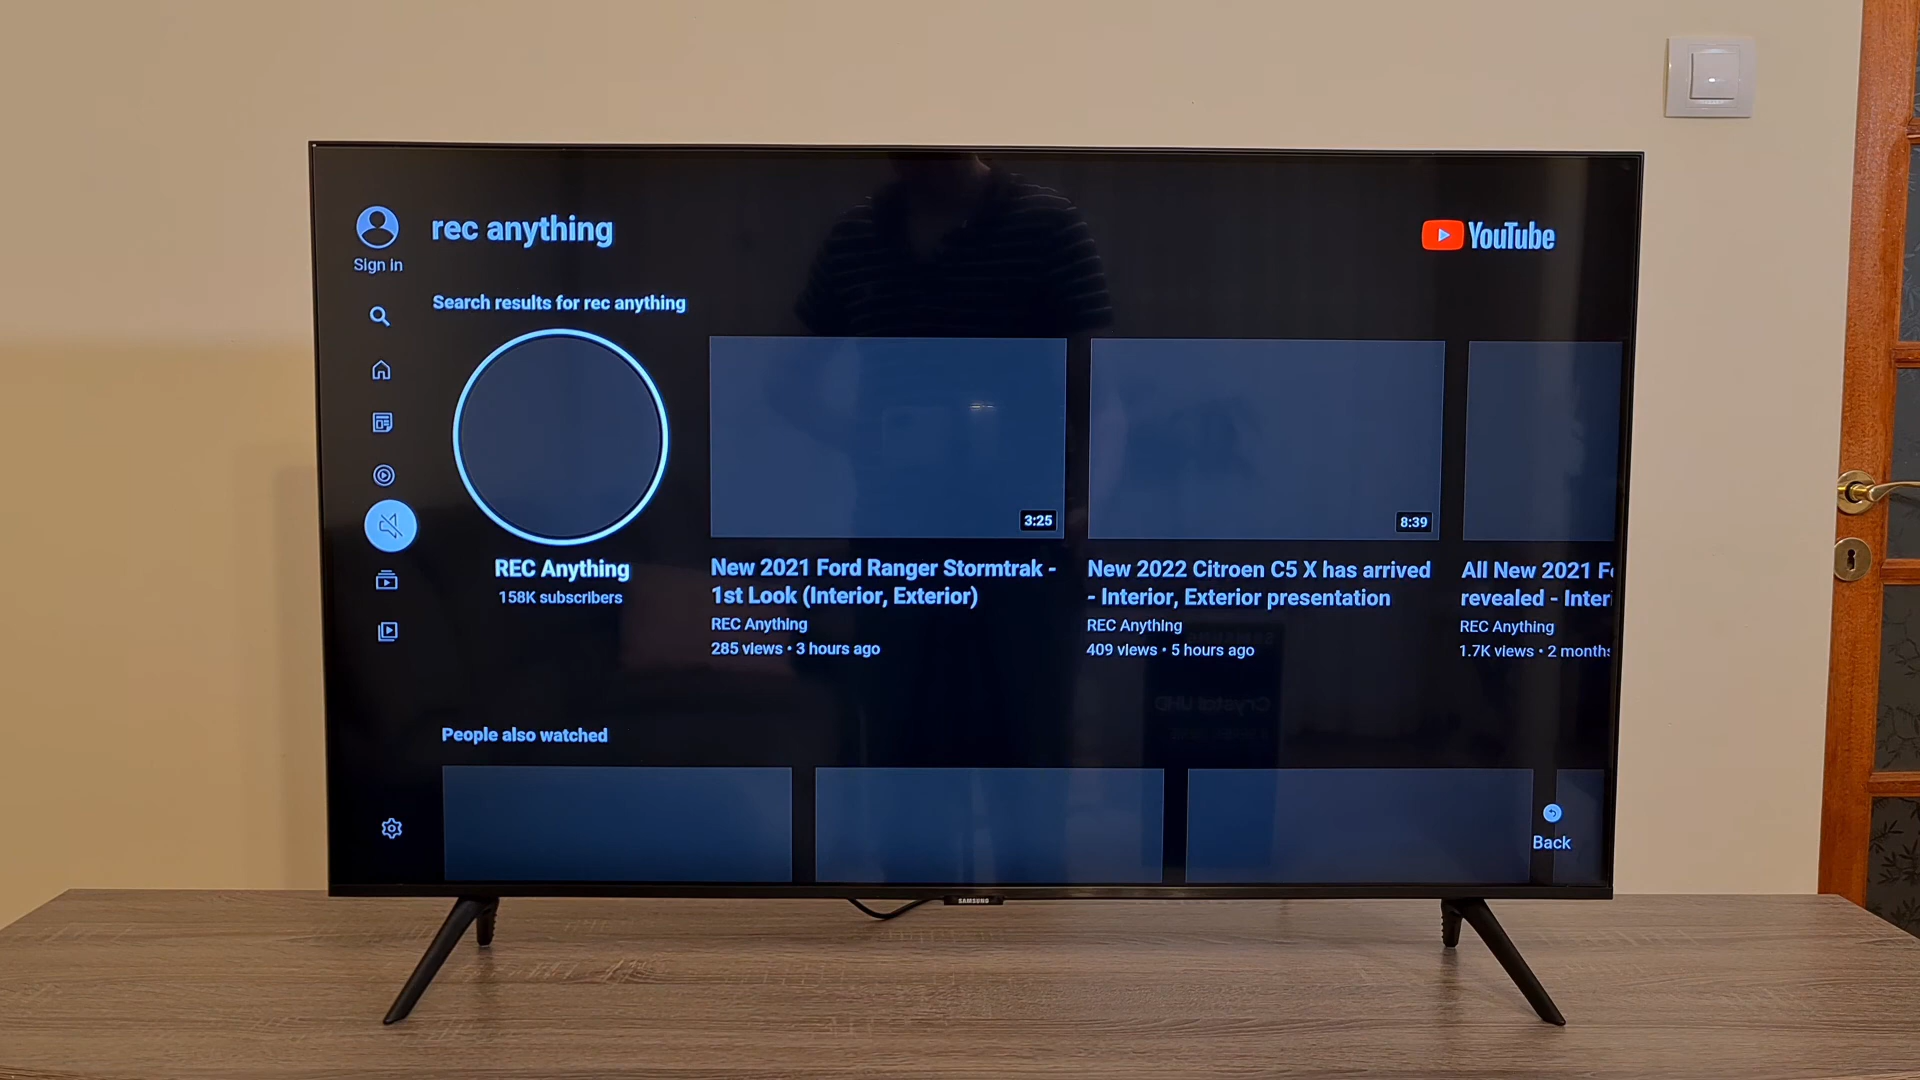 rec anything
YouTube
Sign in
Search results for rec anything
3:25
8:39
REC Anything
158K subscribers
New 2021 Ford Ranger Stormtrak -
1st Look (Interior, Exterior)
REC Anything
285 views • 3 hours ago
New 2022 Citroen C5 X has arrived
- Interior, Exterior presentation
REC Anything
409 views • 5 hours ago
All New 2021 F
revealed - Inter
REC Anything
1.7K views • 2 months
Crystal UHD
People also watched
Back
SAMSUNG